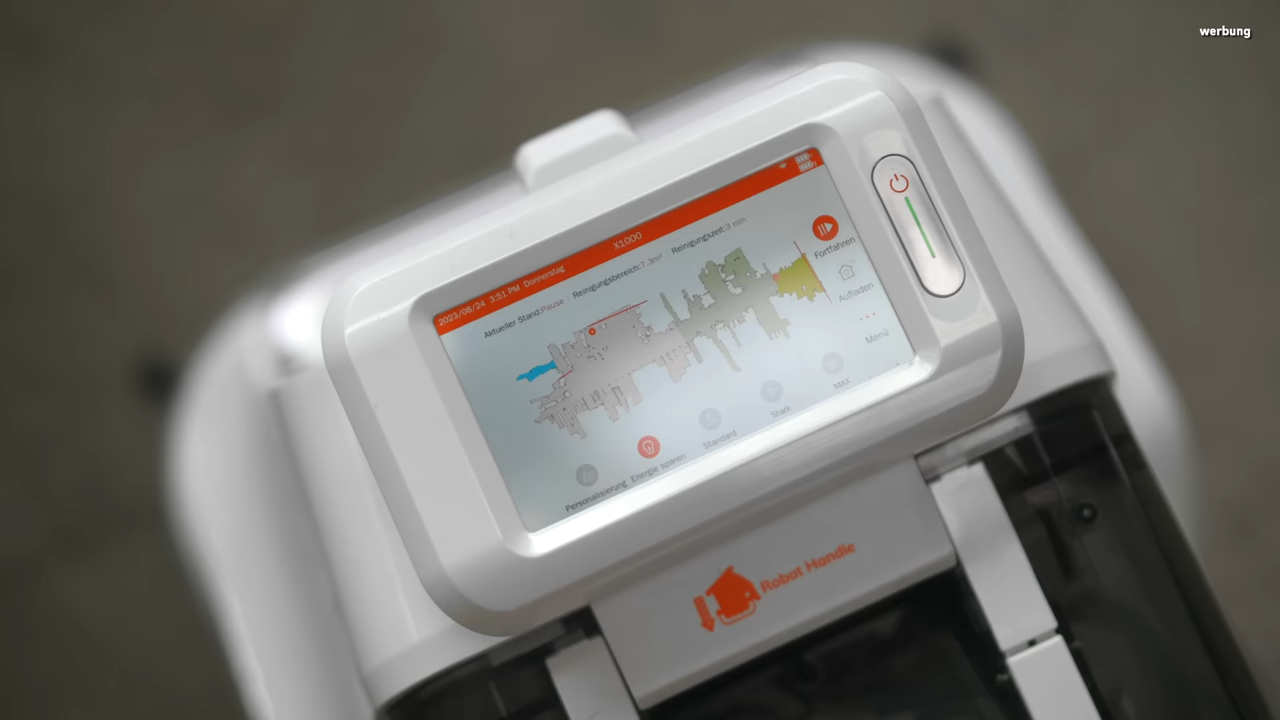 werbung
2023/08/24 3:51 PM Donnerstag
X1000
Aktueller Stand:Pause
Reinigungsbereich:7.3m²
Reinigungszeit:3 min
Fortfahren
Aufladen
Menü
Personalisierung
Energie sparen
Standard
Stark
MAX
Robot Handle